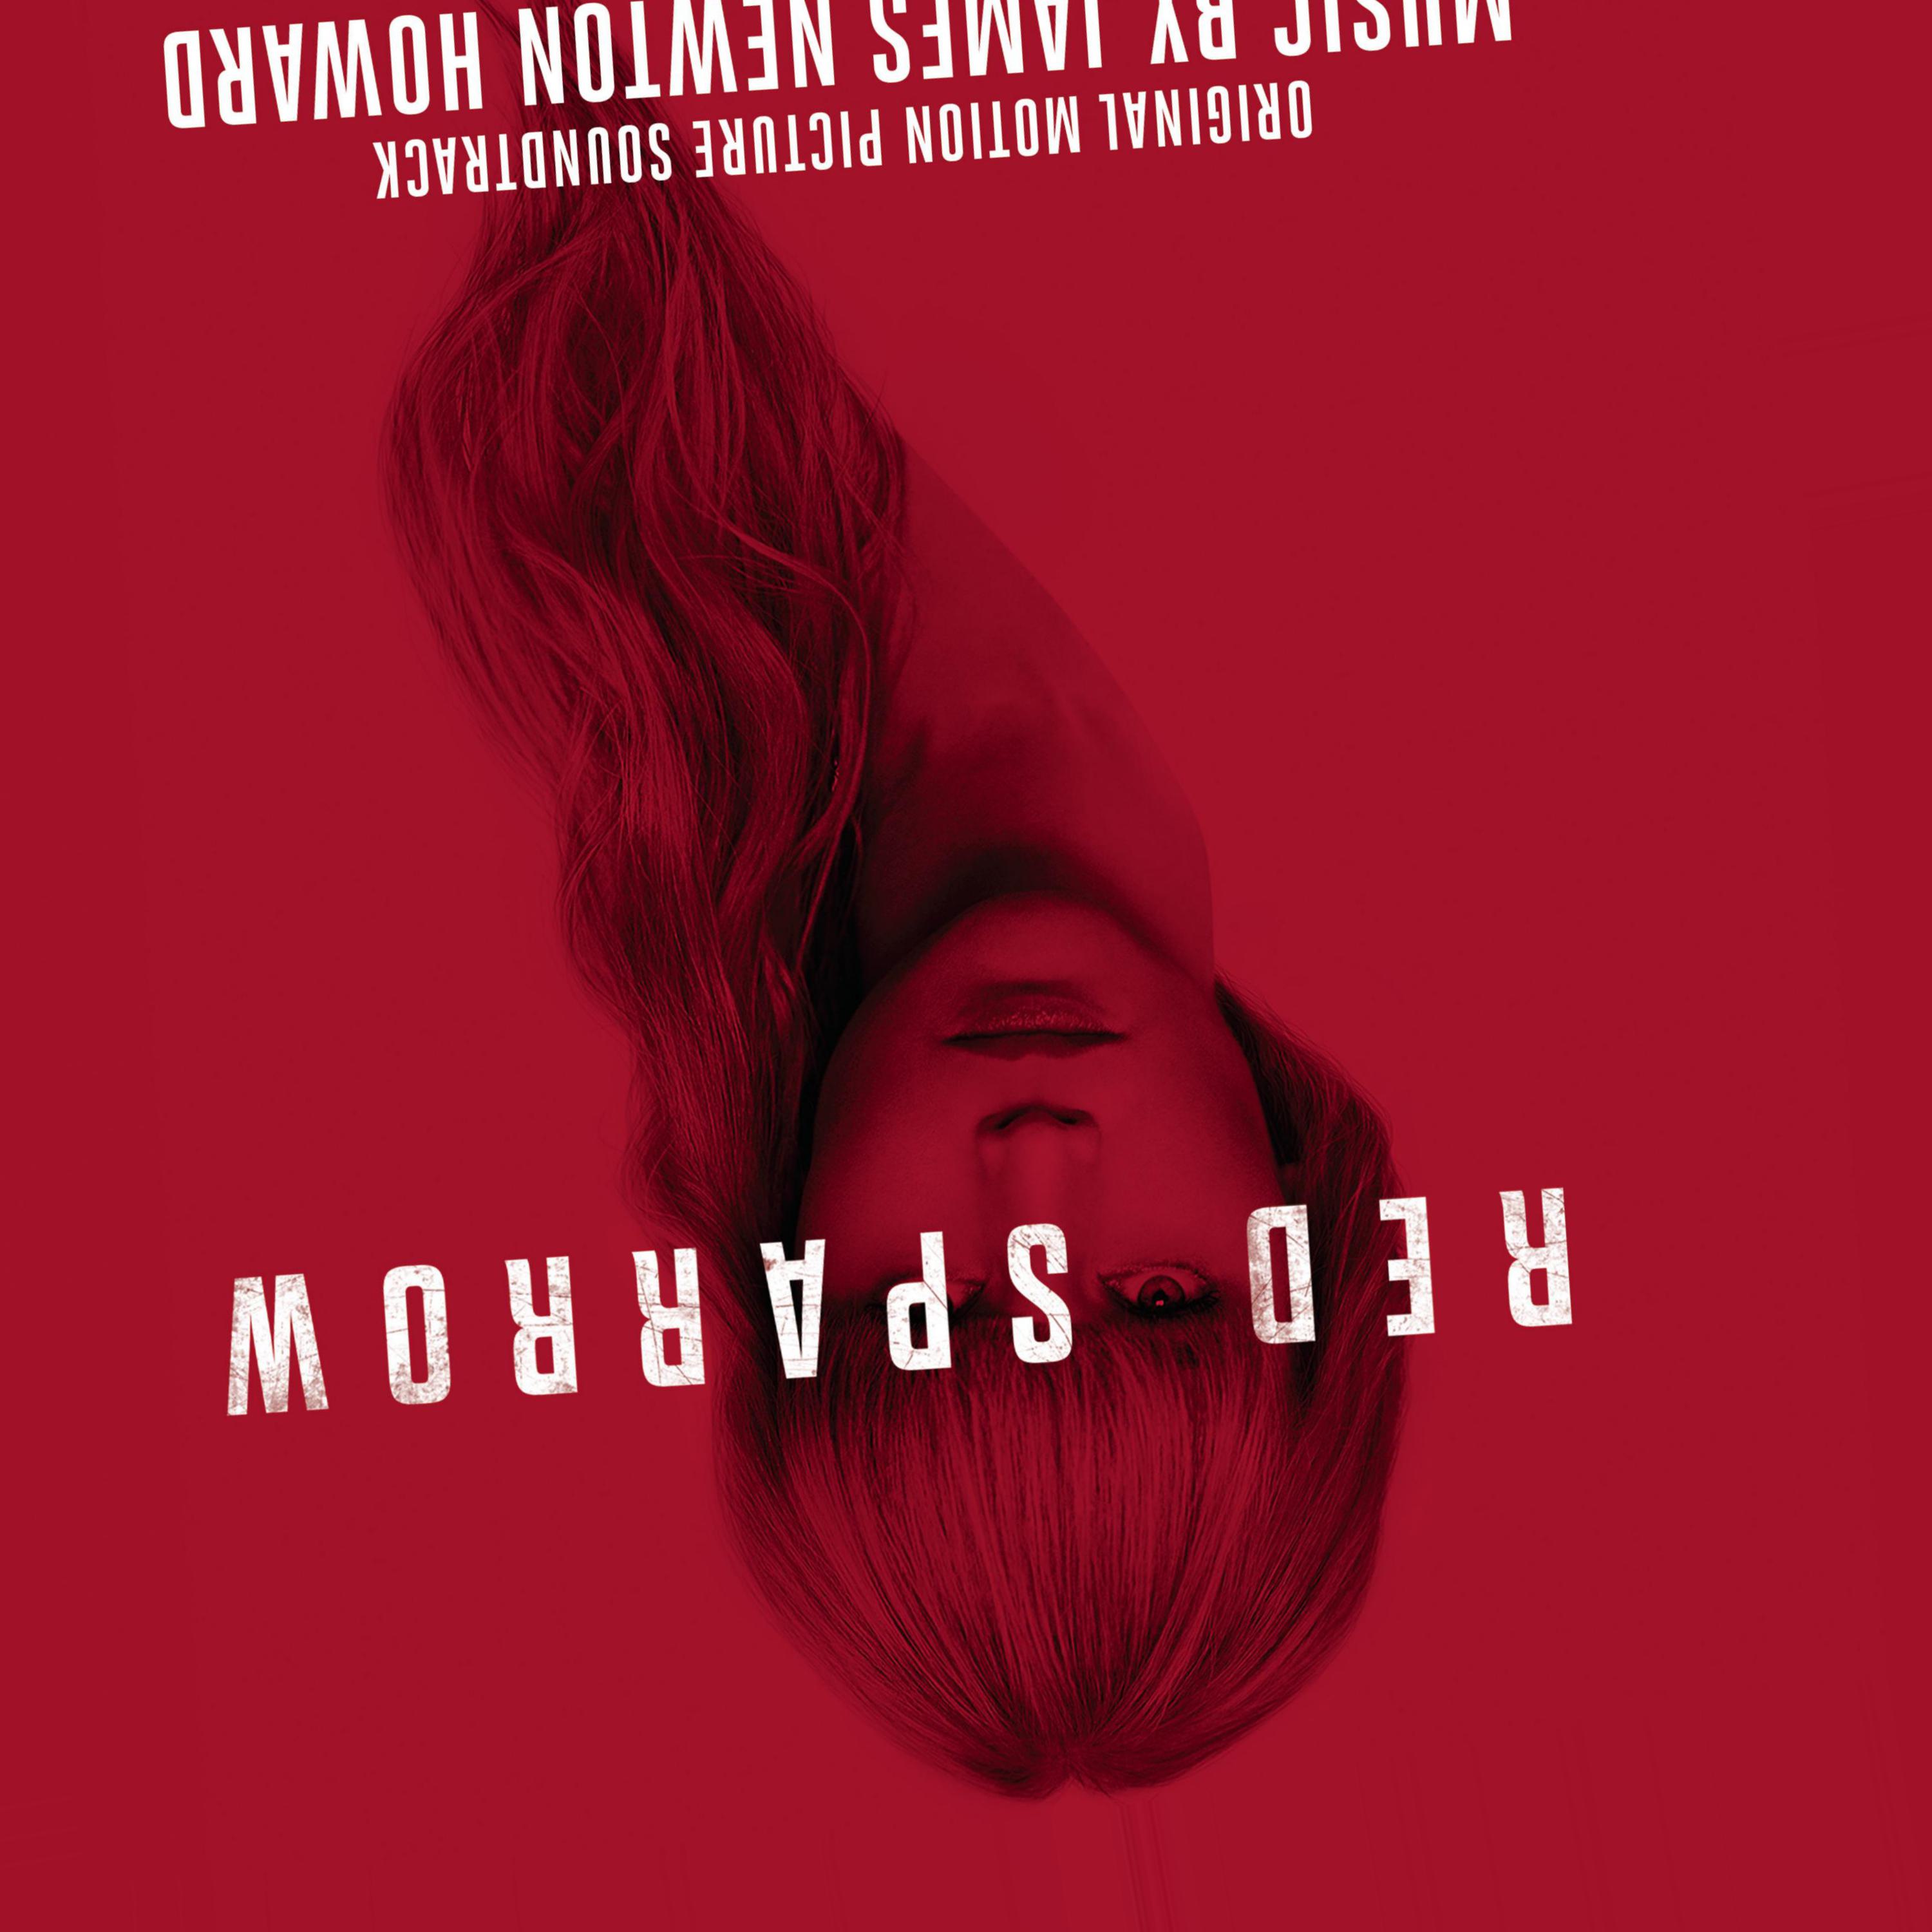 RED SPARROW
ORIGINAL MOTION PICTURE SOUNDTRACK
MUSIC BY JAMES NEWTON HOWARD